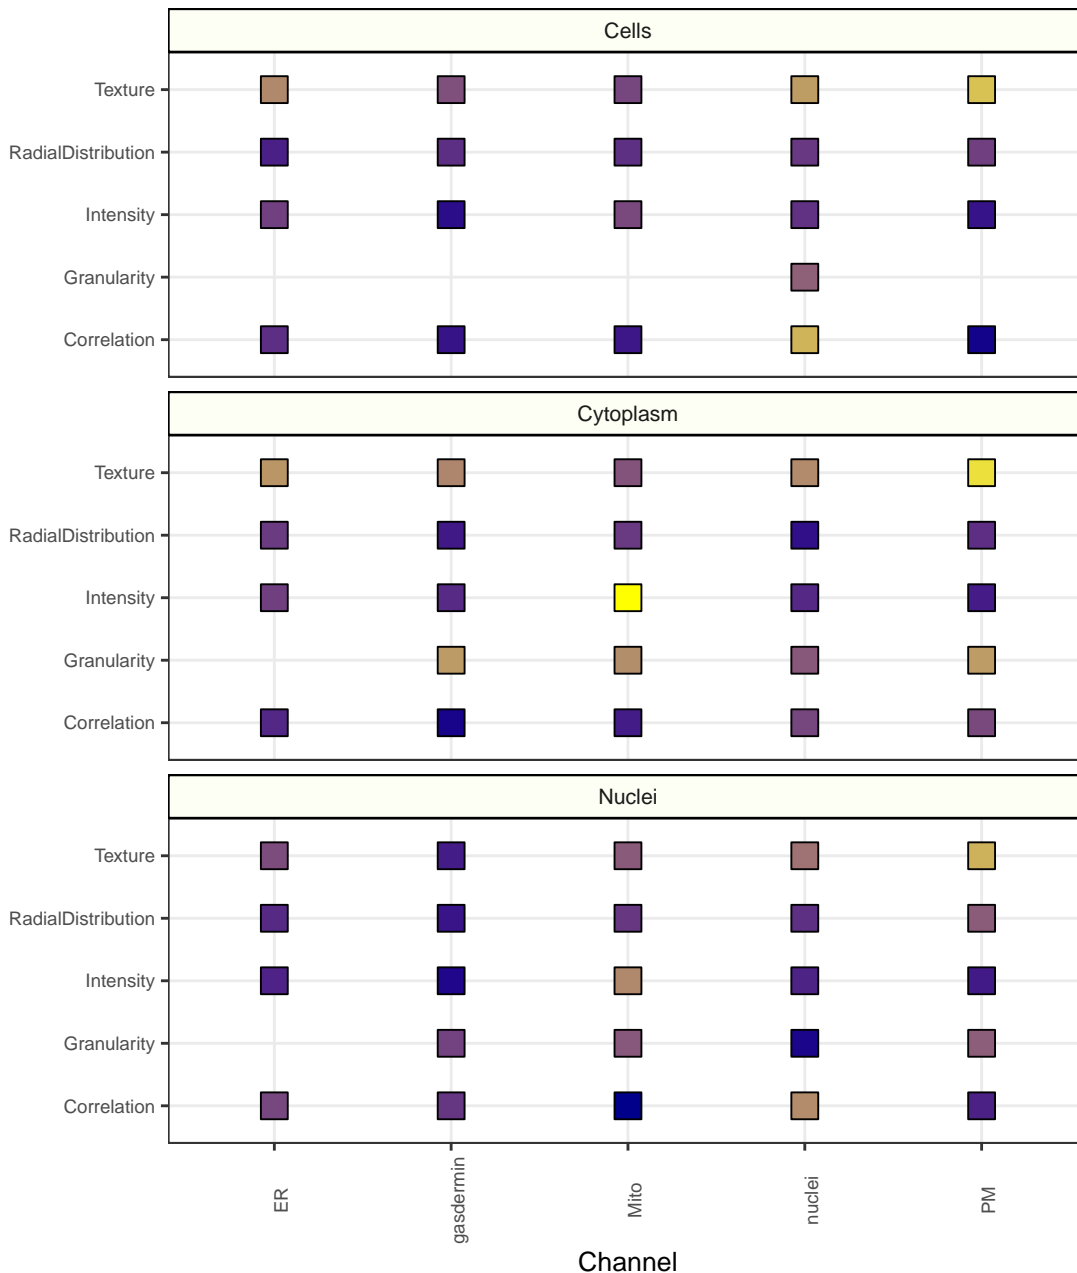 Cells
Texture
RadialDistribution
Intensity
Granularity
Correlation
Cytoplasm
Texture
RadialDistribution
Intensity
Granularity
Correlation
Nuclei
Texture
RadialDistribution
Intensity
Granularity
Correlation
ER
gasdermin
Mito
nuclei
PM
Channel